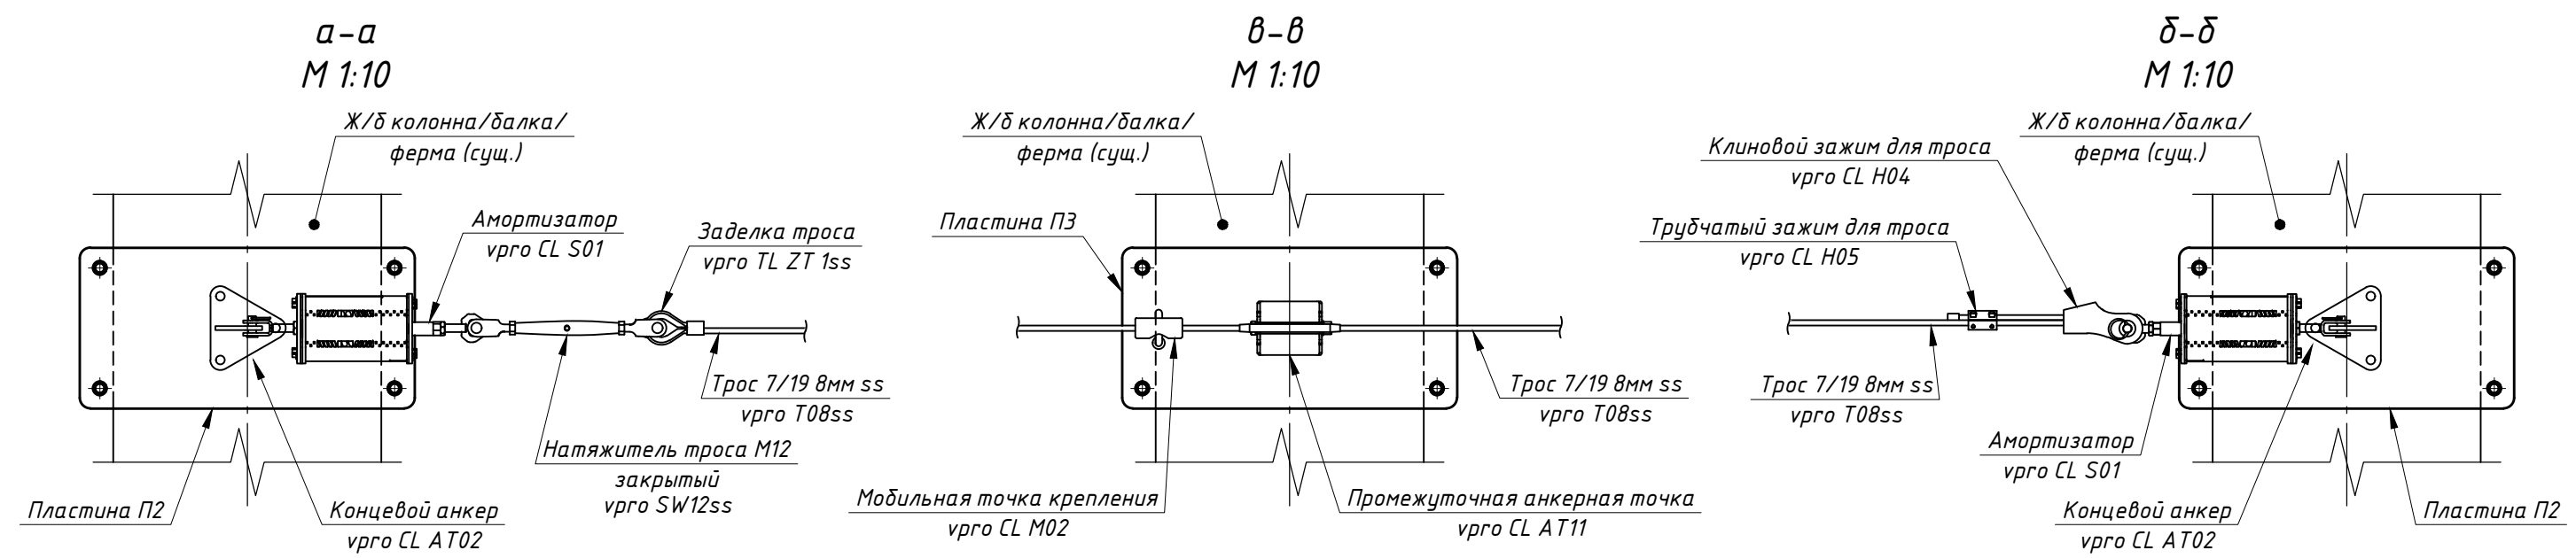 а-а
М 1:10
Ж/б колонна/балка/
ферма (сущ.)
Амортизатор
vpro CL S01
Заделка троса
vpro TL ZT 1ss
Трос 7/19 8мм ss
vpro T08ss
Натяжитель троса М12
закрытый
vpro SW12ss
Пластина П2
Концевой анкер
vpro CL AT02
в-в
М 1:10
Ж/б колонна/балка/
ферма (сущ.)
Пластина П3
Трос 7/19 8мм ss
vpro T08ss
Мобильная точка крепления
vpro CL M02
Промежуточная анкерная точка
vpro CL AT11
б-б
М 1:10
Ж/б колонна/балка/
ферма (сущ.)
Клиновой зажим для троса
vpro CL H04
Трубчатый зажим для троса
vpro CL H05
Трос 7/19 8мм ss
vpro T08ss
Амортизатор
vpro CL S01
Концевой анкер
vpro CL AT02
Пластина П2